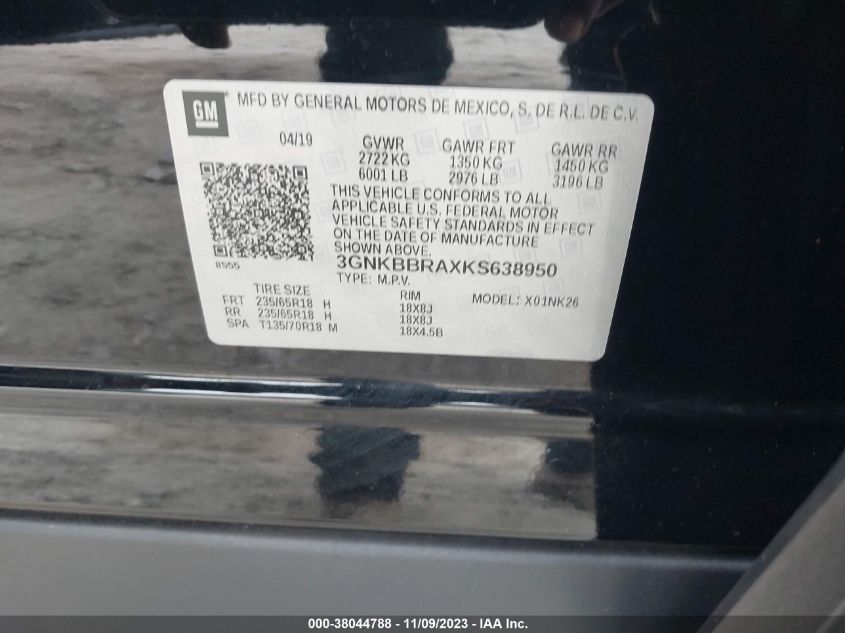 GM
MFD BY GENERAL MOTORS DE MEXICO, S. DE R.L. DE C.V.
04/19 GVWR GAWR FRT GAWR RR
2722 KG 1350 KG 1450 KG
6001 LB 2976 LB 3196 LB
THIS VEHICLE CONFORMS TO ALL
APPLICABLE U.S. FEDERAL MOTOR
VEHICLE SAFETY STANDARDS IN EFFECT
ON THE DATE OF MANUFACTURE
SHOWN ABOVE.
8555
3GNKBBRAXKS638950
TYPE: M.P.V.
TIRE SIZE RIM MODEL: X01NK26
FRT 235/65R18 H 18X8J
RR 235/65R18 H 18X8J
SPA T135/70R18 M 18X4.5B
000-38044788 - 11/09/2023 - IAA Inc.